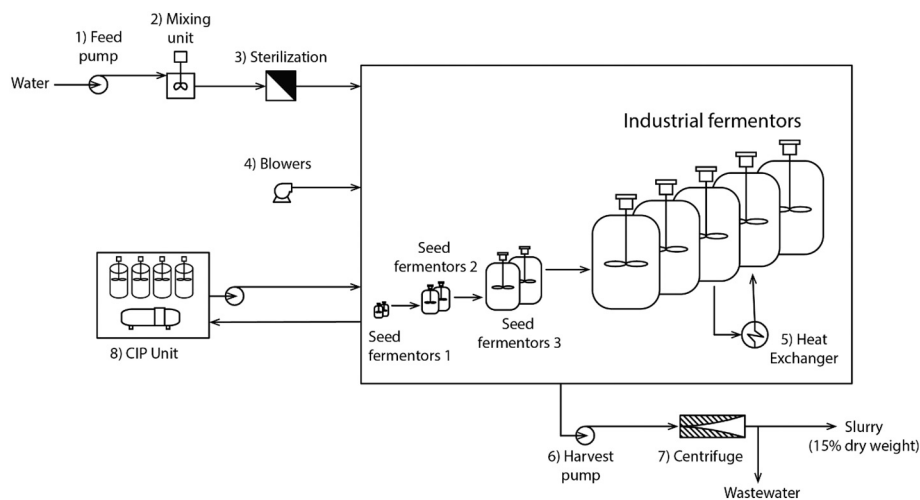 1) Feed
pump
2) Mixing
unit
3) Sterilization
Water
4) Blowers
Industrial fermentors
Seed
fermentors 2
Seed
fermentors 1
Seed
fermentors 3
5) Heat
Exchanger
8) CIP Unit
6) Harvest
pump
7) Centrifuge
Slurry
(15% dry weight)
Wastewater